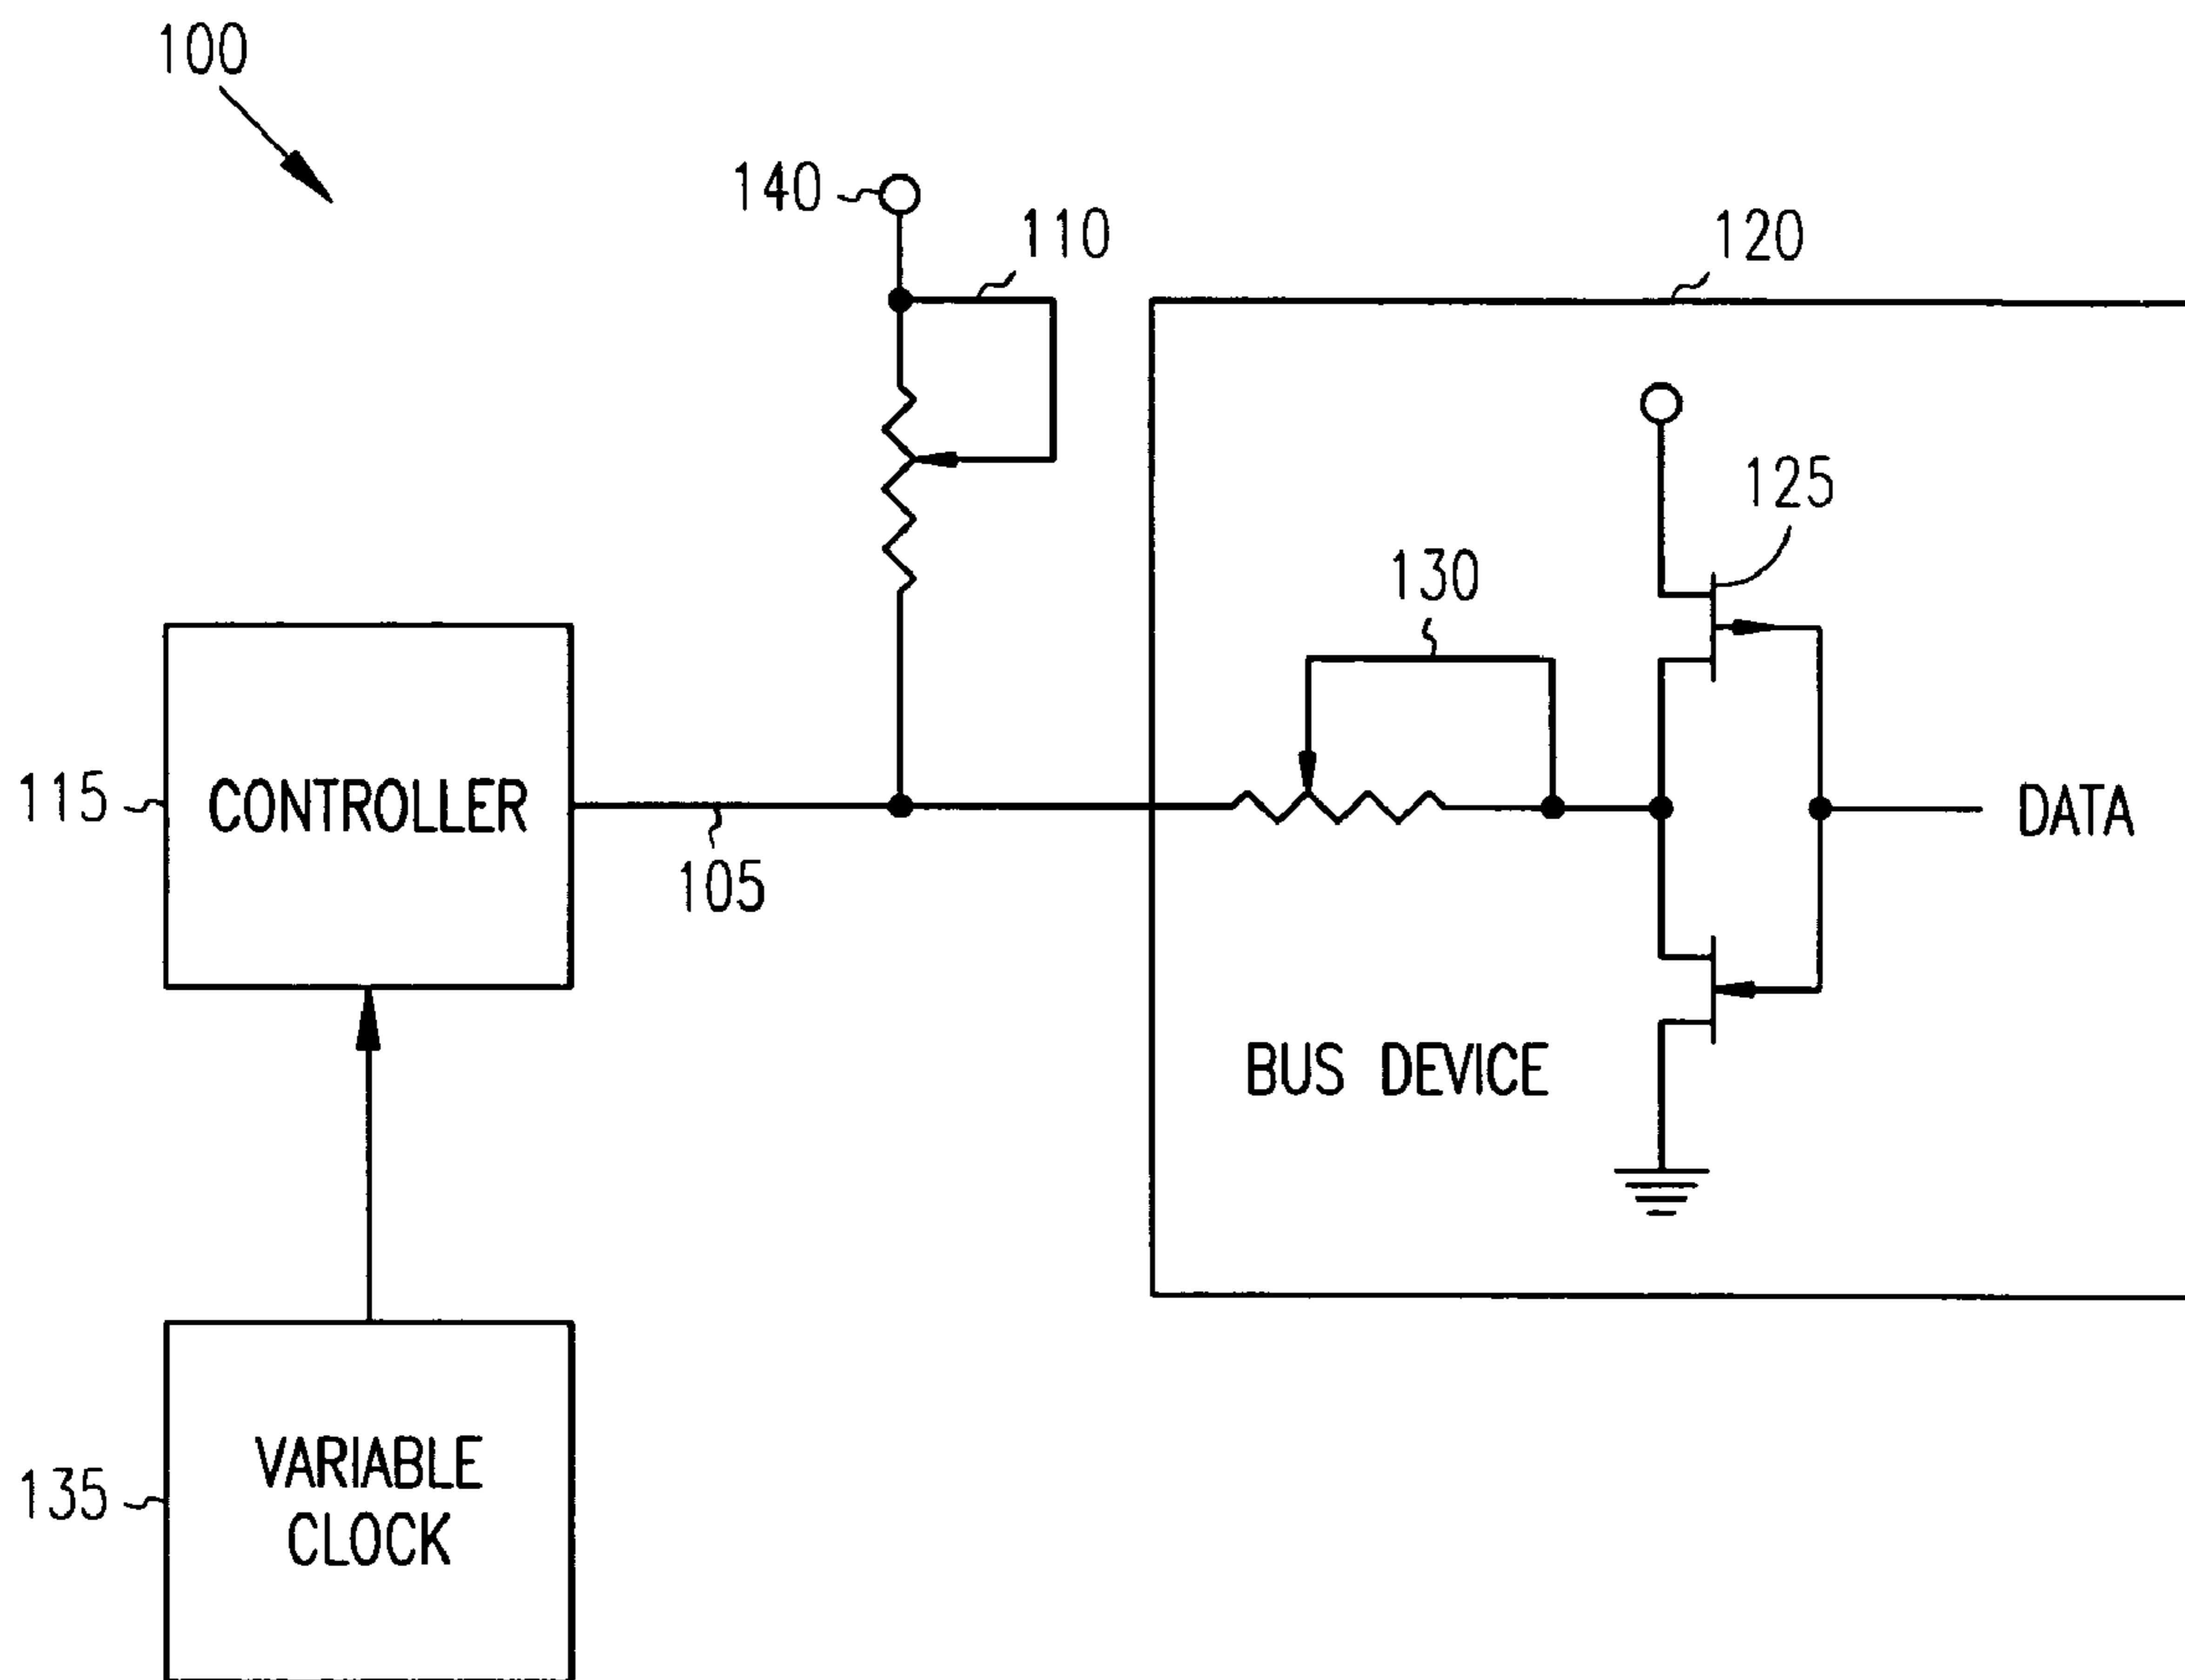 100
140
110
120
125
130
115
CONTROLLER
105
DATA
BUS DEVICE
135
VARIABLE
CLOCK